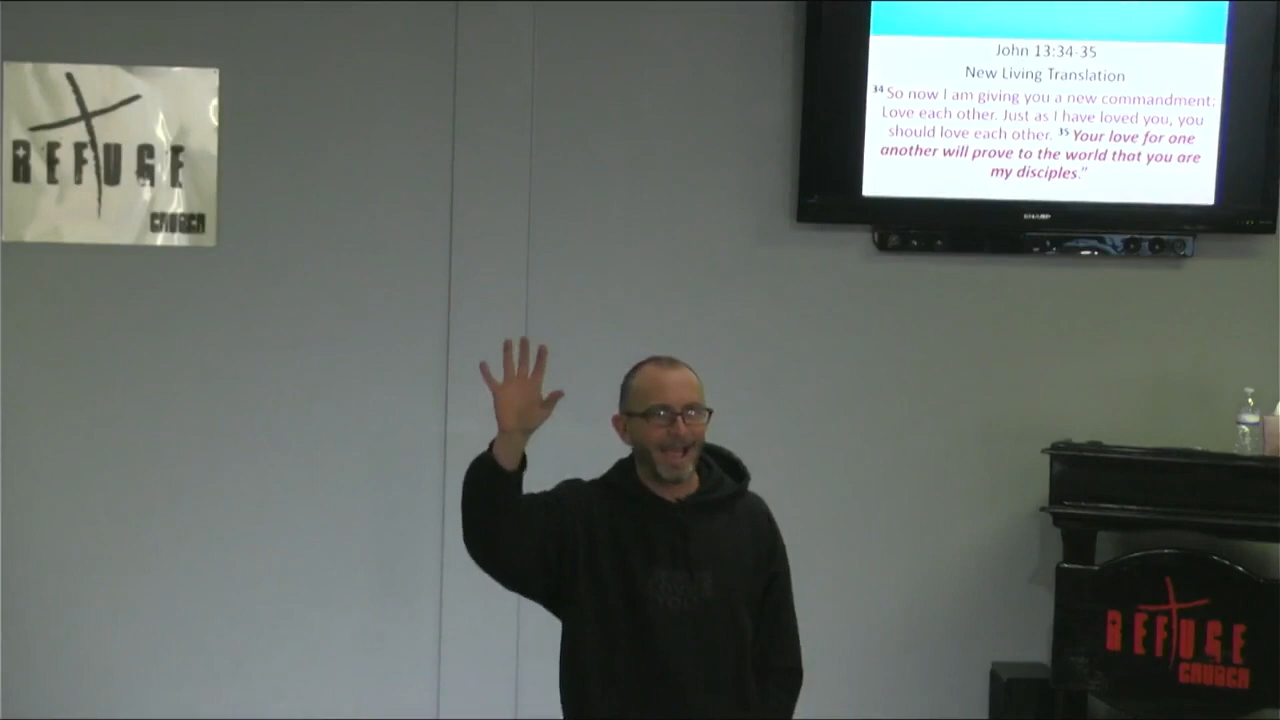 REFUGE
CHURCH
John 13:34-35
New Living Translation
34 So now I am giving you a new commandment:
Love each other. Just as I have loved you, you
should love each other. 35 Your love for one
another will prove to the world that you are
my disciples.”
SHARP
REFUGE
CHURCH